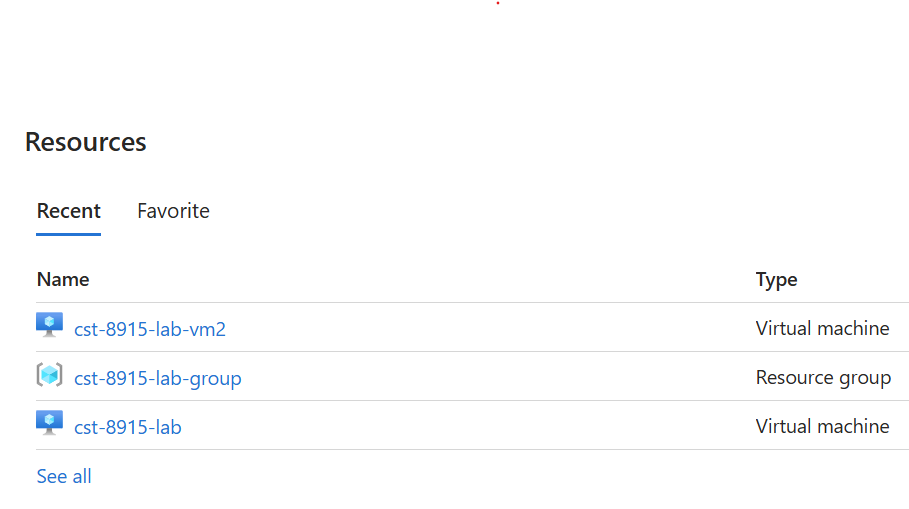 Resources
Recent Favorite
Name Type
cst-8915-lab-vm2 Virtual machine
cst-8915-lab-group Resource group
cst-8915-lab Virtual machine
See all